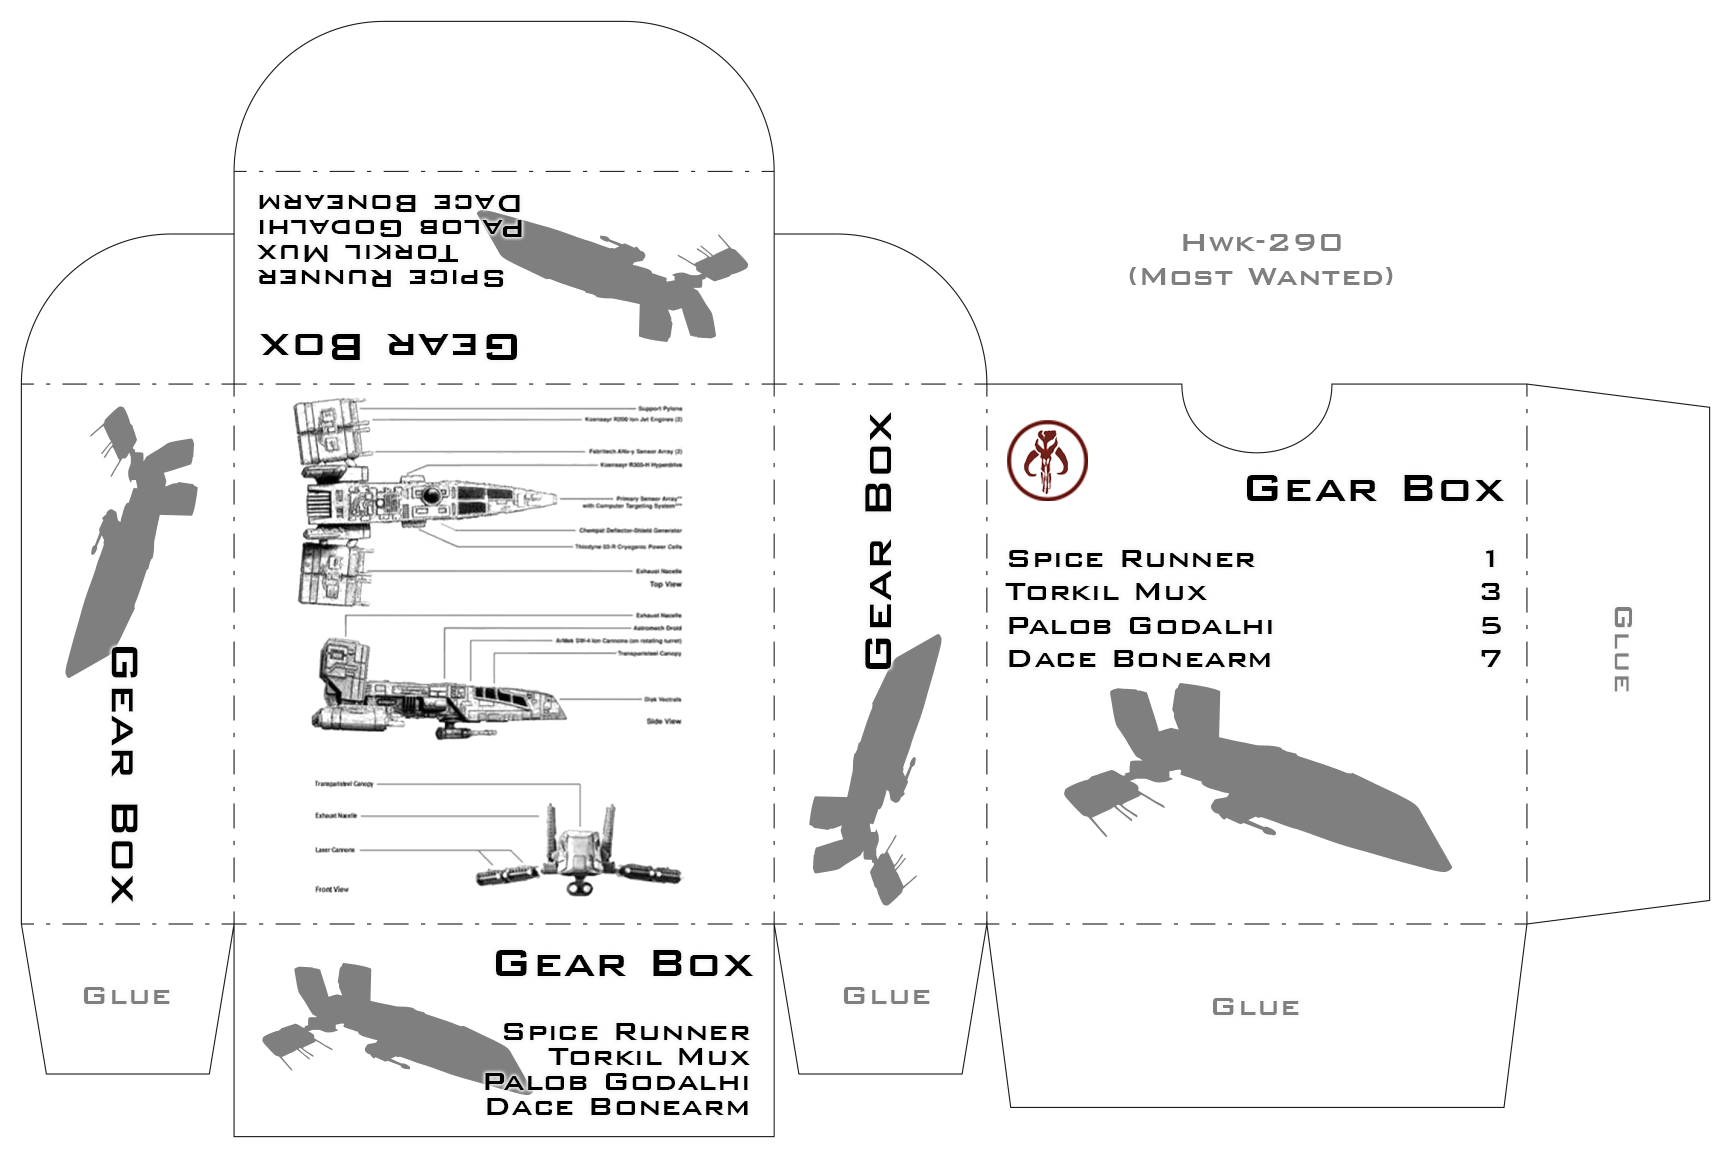 Dace Bonearm
Palob Godalhi
Torkil Mux
Spice Runner
Gear Box
Hwk-290
(Most Wanted)
Gear Box
Support Pylons
Koensayr R200 Ion Jet Engines (2)
Fabritech ANs-y Sensor Array (2)
Koensayr R300-H Hyperdrive
Primary Sensor Array**
with Computer Targeting System***
Chempat Deflector-Shield Generator
Thiodyne 03-R Cryogenic Power Cells
Exhaust Nacelle
Top View
Exhaust Nacelle
Astromech Droid
ArMek SW-4 Ion Cannons (on rotating turret)
Transparisteel Canopy
Disk Vectrals
Side View
Transparisteel Canopy
Exhaust Nacelle
Laser Cannons
Front View
Gear Box
Gear Box
Spice Runner 1
Torkil Mux 3
Palob Godalhi 5
Dace Bonearm 7
Glue
Glue
Gear Box
Spice Runner
Torkil Mux
Palob Godalhi
Dace Bonearm
Glue
Glue